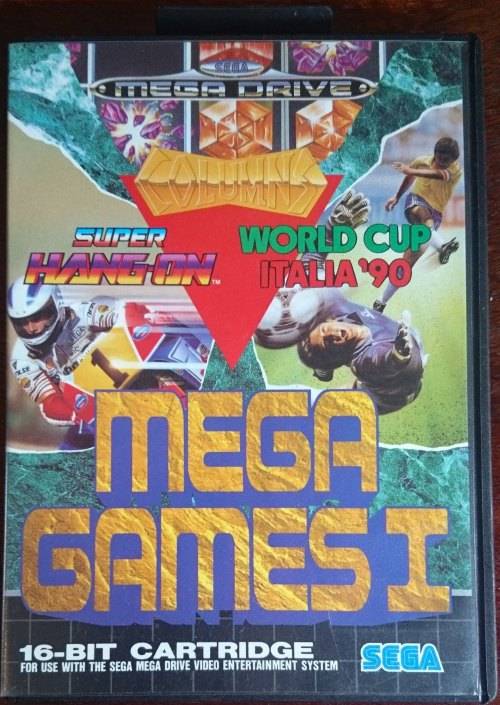 SEGA
MEGA DRIVE
COLUMNS
SUPER
HANG-ON™
WORLD CUP
ITALIA '90
MEGA
GAMES I
16-BIT CARTRIDGE
FOR USE WITH THE SEGA MEGA DRIVE VIDEO ENTERTAINMENT SYSTEM
SEGA